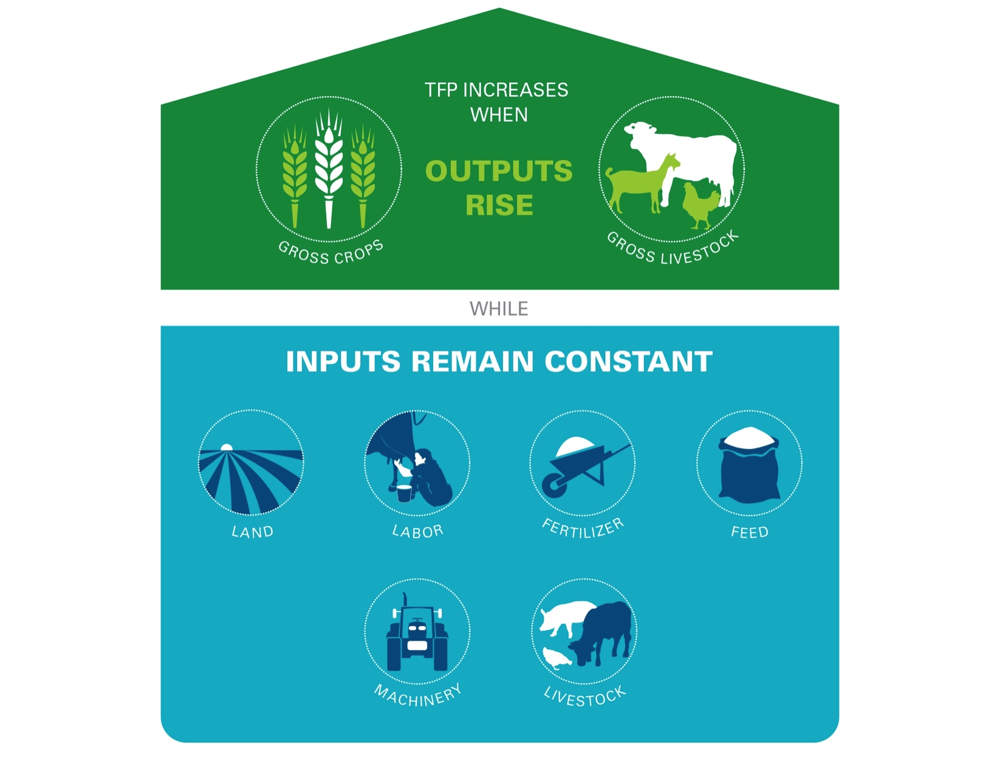 TFP INCREASES
WHEN
OUTPUTS
RISE
GROSS CROPS
GROSS LIVESTOCK
WHILE
INPUTS REMAIN CONSTANT
LAND
LABOR
FERTILIZER
FEED
MACHINERY
LIVESTOCK